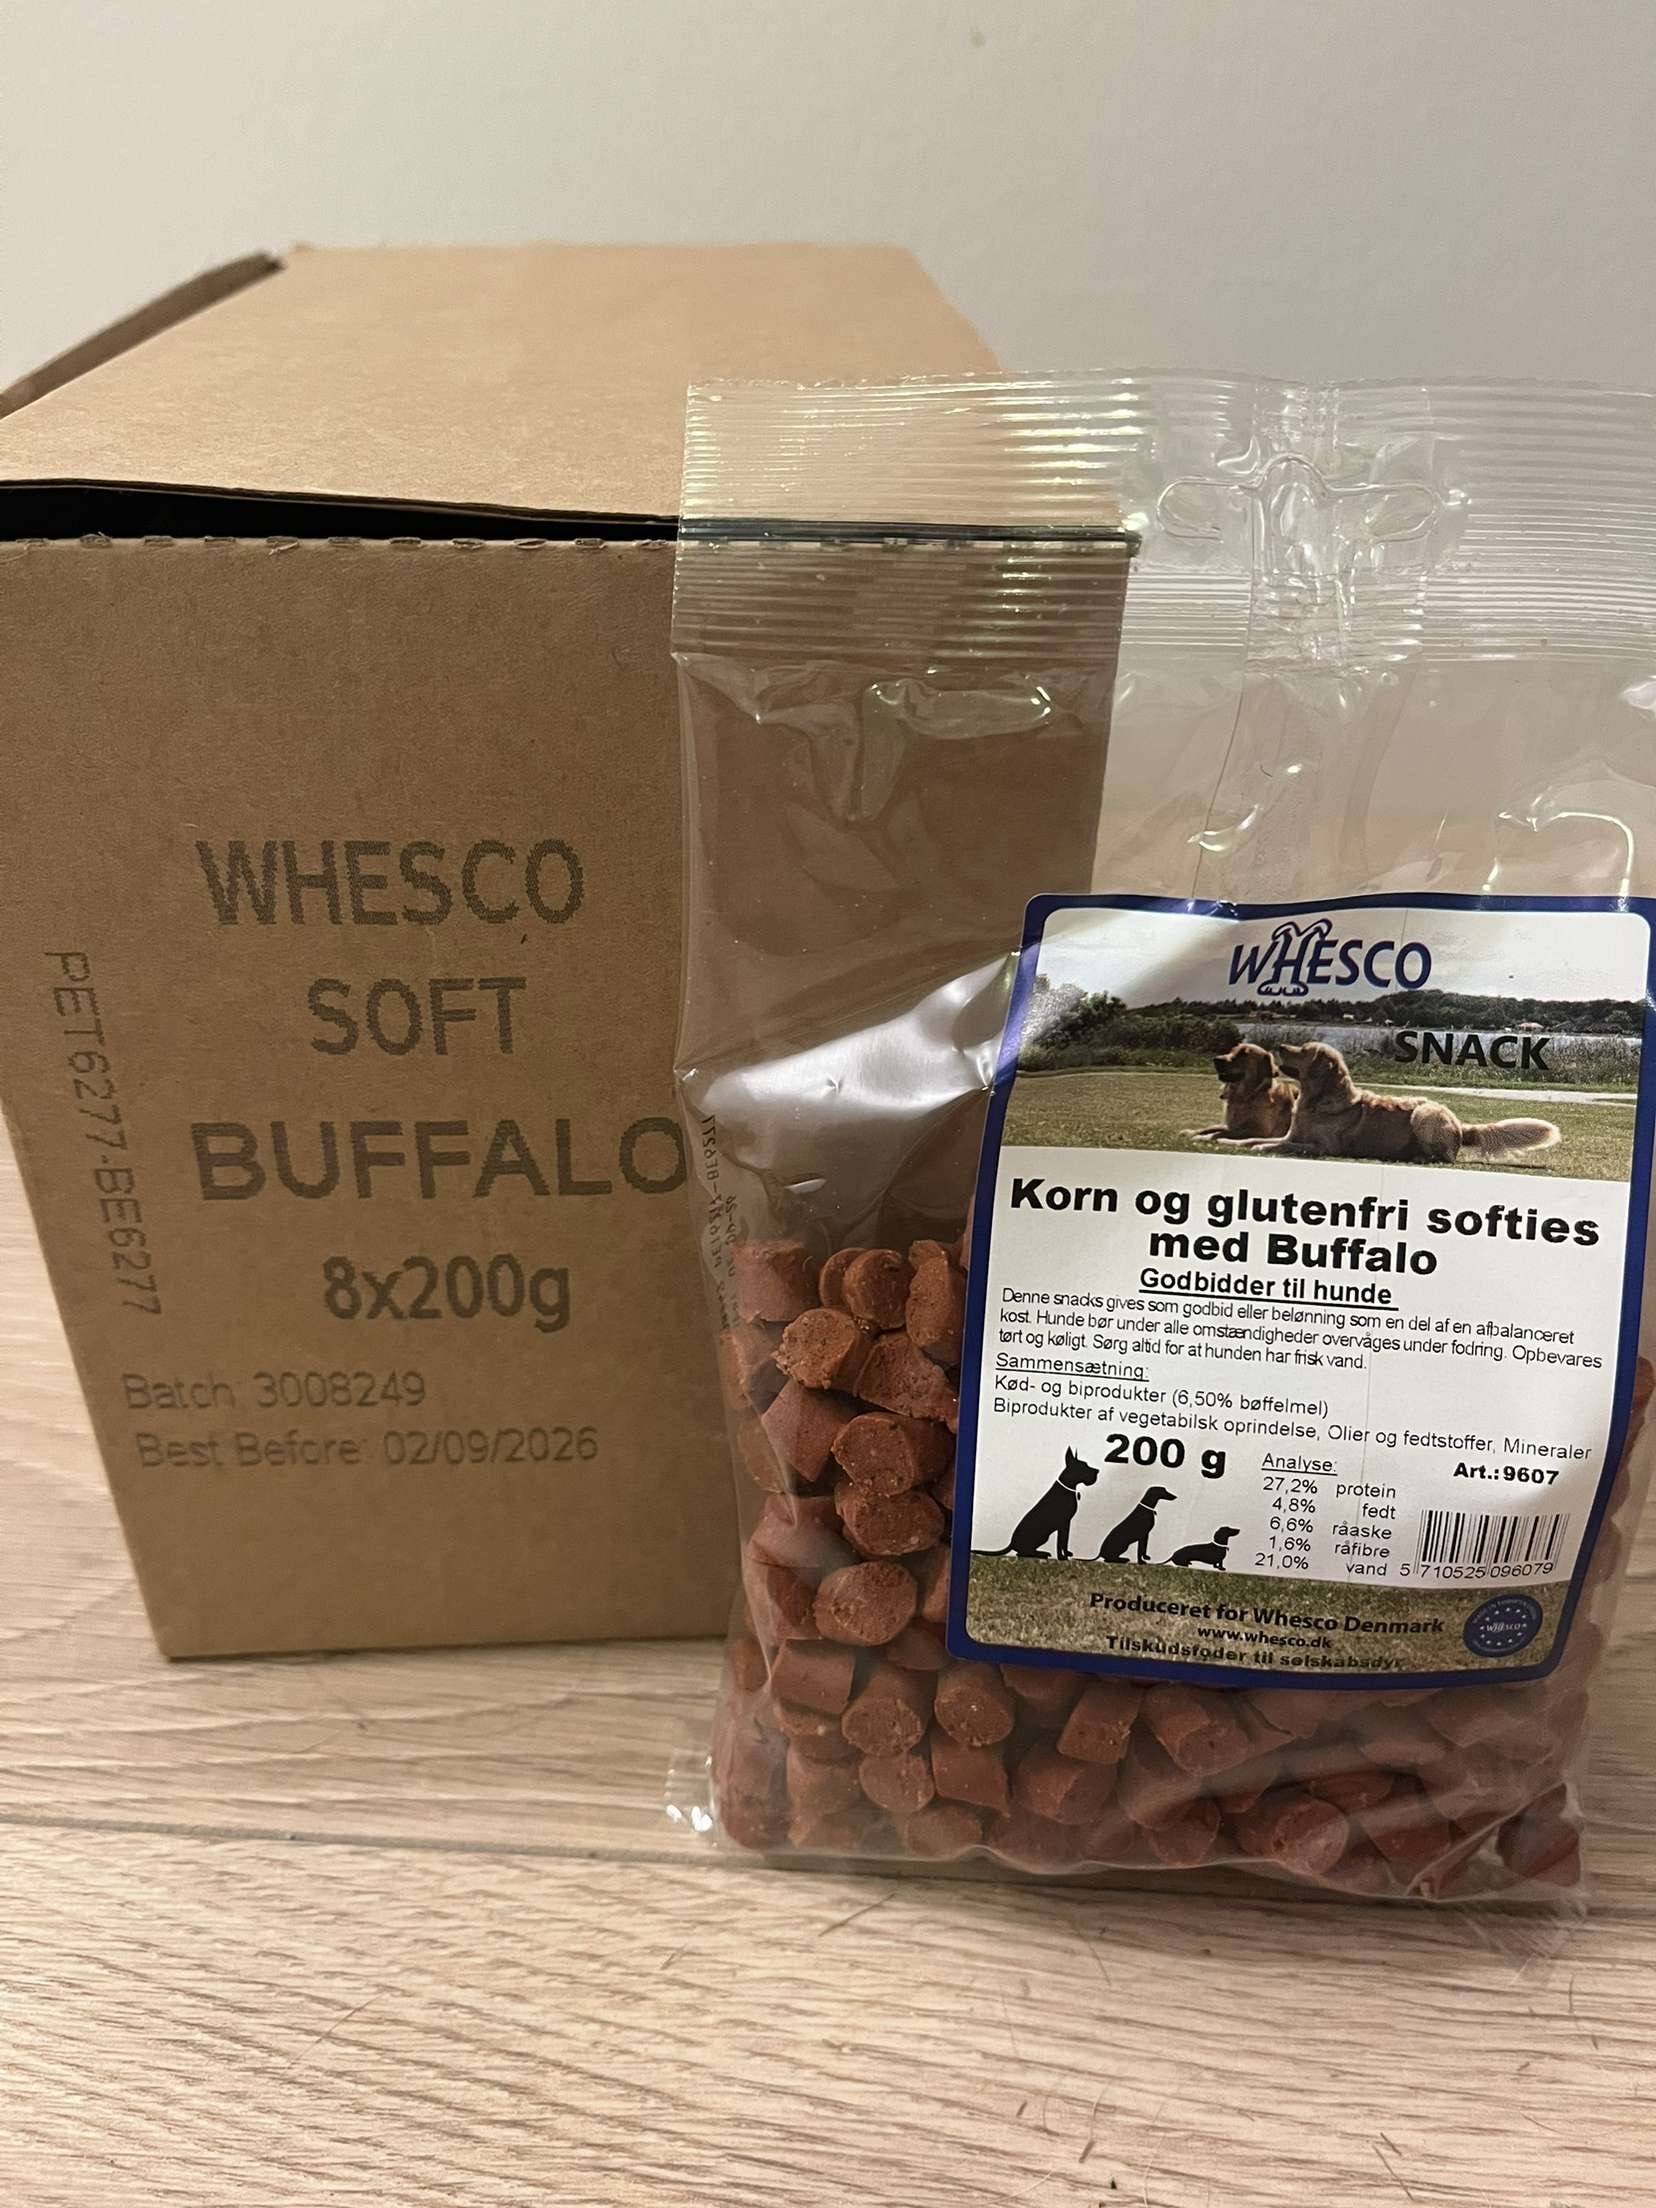 WHESCO
SOFT
BUFFALO
8x200g
Batch: 3008249
Best Before: 02/09/2026
PET6277-BE6277
WHESCO
SNACK
Korn og glutenfri softies
med Buffalo
Godbidder til hunde
Denne snacks gives som godbid eller belønning som en del af en afbalanceret
kost. Hunde bør under alle omstændigheder overvåges under fodring. Opbevares
tørt og køligt. Sørg altid for at hunden har frisk vand.
Sammensætning:
Kød- og biprodukter (6,50% bøffelmel)
Biprodukter af vegetabilsk oprindelse, Olier og fedtstoffer, Mineraler
200 g
Art.: 9607
Analyse:
27,2% protein
4,8% fedt
6,6% råaske
1,6% råfibre
21,0% vand
5 710525 096079
Produceret for Whesco Denmark
www.whesco.dk
Tilskudsfoder til selskabsdyr
WHESCO